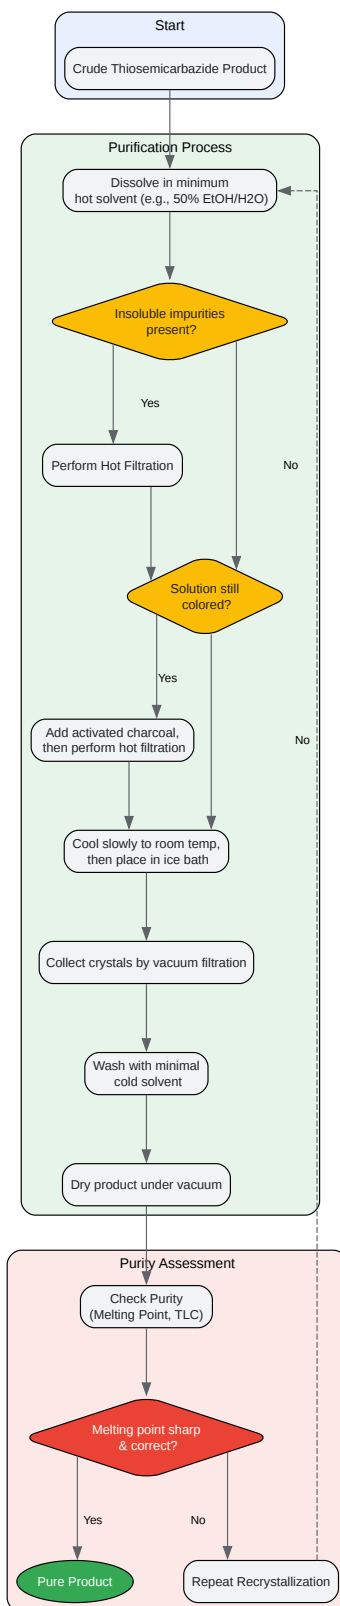 Start
Crude Thiosemicarbazide Product
Purification Process
Dissolve in minimum
hot solvent (e.g., 50% EtOH/H2O)
Insoluble impurities
present?
Yes
Perform Hot Filtration
No
Solution still
colored?
Yes
Add activated charcoal,
then perform hot filtration
No
Cool slowly to room temp,
then place in ice bath
Collect crystals by vacuum filtration
Wash with minimal
cold solvent
Dry product under vacuum
Purity Assessment
Check Purity
(Melting Point, TLC)
Melting point sharp
& correct?
Yes
No
Pure Product
Repeat Recrystallization